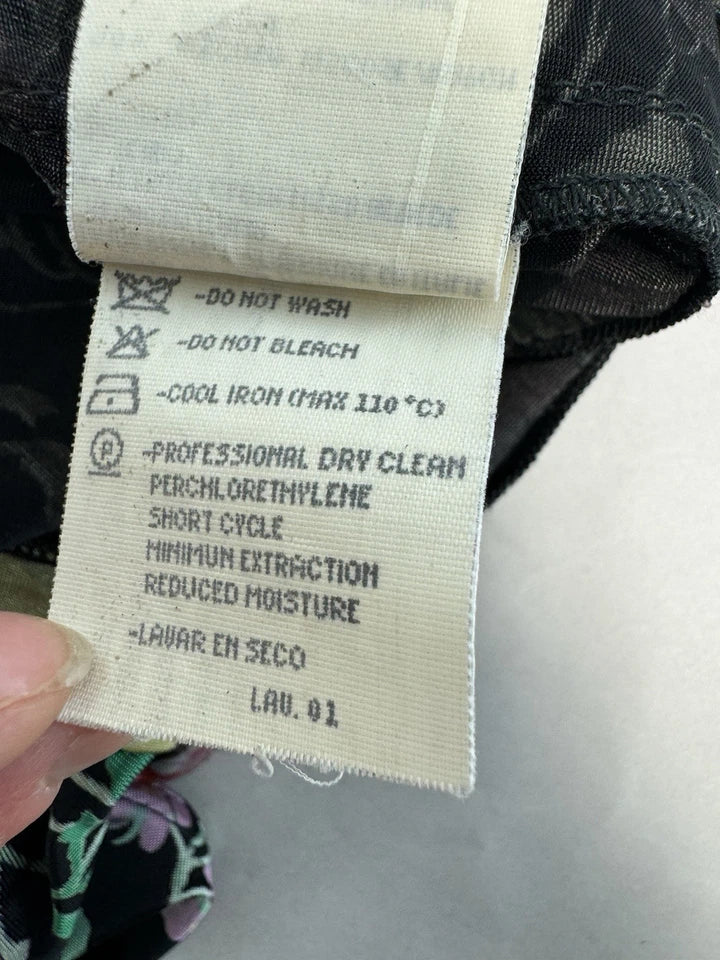 -DO NOT WASH
-DO NOT BLEACH
-COOL IRON (MAX 110 °C)
P
-PROFESSIONAL DRY CLEAN
PERCHLORETHYLENE
SHORT CYCLE
MINIMUN EXTRACTION
REDUCED MOISTURE
-LAVAR EN SECO
LAV. 01